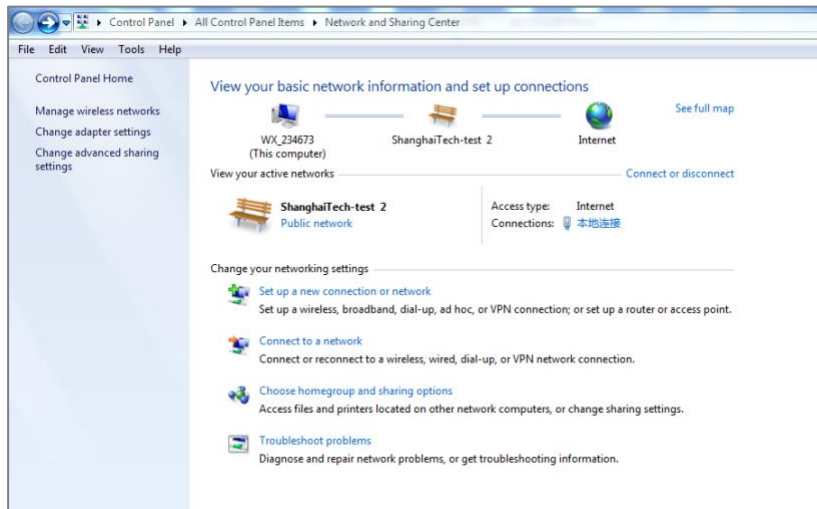 Control Panel ▸ All Control Panel Items ▸ Network and Sharing Center
File Edit View Tools Help
Control Panel Home
Manage wireless networks
Change adapter settings
Change advanced sharing
settings
View your basic network information and set up connections
See full map
WX_234673
(This computer)
ShanghaiTech-test 2
Internet
View your active networks
Connect or disconnect
ShanghaiTech-test 2
Public network
Access type: Internet
Connections: 本地连接
Change your networking settings
Set up a new connection or network
Set up a wireless, broadband, dial-up, ad hoc, or VPN connection; or set up a router or access point.
Connect to a network
Connect or reconnect to a wireless, wired, dial-up, or VPN network connection.
Choose homegroup and sharing options
Access files and printers located on other network computers, or change sharing settings.
Troubleshoot problems
Diagnose and repair network problems, or get troubleshooting information.